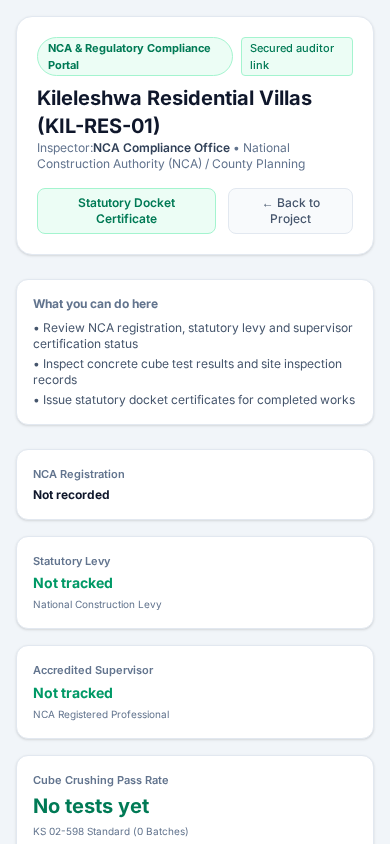 NCA & Regulatory Compliance
Portal
Secured auditor
link
Kileleshwa Residential Villas
(KIL-RES-01)
Inspector:NCA Compliance Office • National
Construction Authority (NCA) / County Planning
Statutory Docket
Certificate
← Back to
Project
What you can do here
• Review NCA registration, statutory levy and supervisor
certification status
• Inspect concrete cube test results and site inspection
records
• Issue statutory docket certificates for completed works
NCA Registration
Not recorded
Statutory Levy
Not tracked
National Construction Levy
Accredited Supervisor
Not tracked
NCA Registered Professional
Cube Crushing Pass Rate
No tests yet
KS 02-598 Standard (0 Batches)